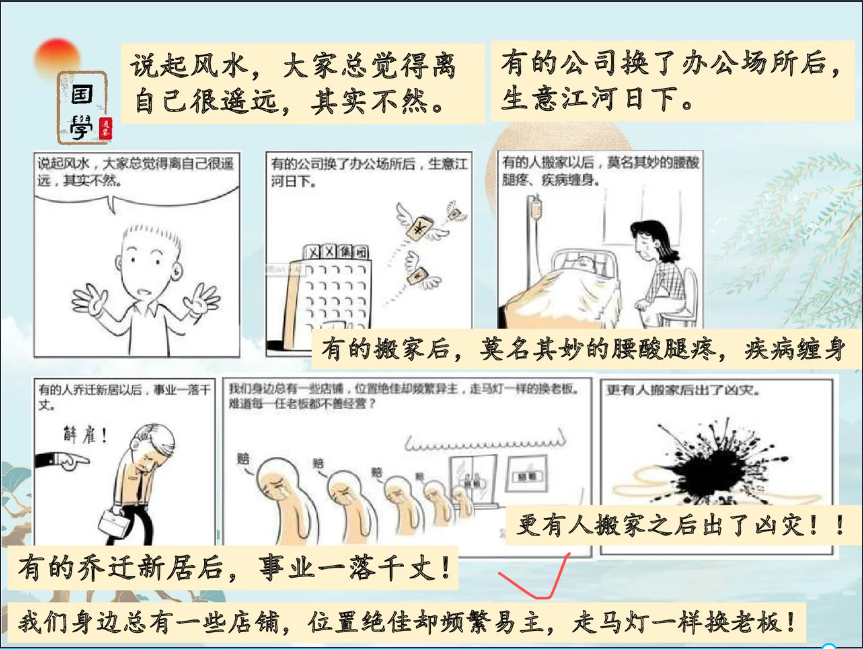 国
學
说起风水，大家总觉得离
自己很遥远，其实不然。
有的公司换了办公场所后，
生意江河日下。
说起风水，大家总觉得离自己很遥
远，其实不然。
有的公司换了办公场所后，生意江
河日下。
XX集团
有的人搬家以后，莫名其妙的腰酸
腿疼、疾病缠身。
有的搬家后，莫名其妙的腰酸腿疼，疾病缠身
有的人乔迁新居以后，事业一落千
丈。
解雇！
我们身边总有一些店铺，位置绝佳却频繁异主，走马灯一样的换老板。
难道每一任老板都不善经营？
赔
赔
赔
赔
更有人搬家后出了凶灾。
更有人搬家之后出了凶灾！！
有的乔迁新居后，事业一落千丈！
我们身边总有一些店铺，位置绝佳却频繁易主，走马灯一样换老板！